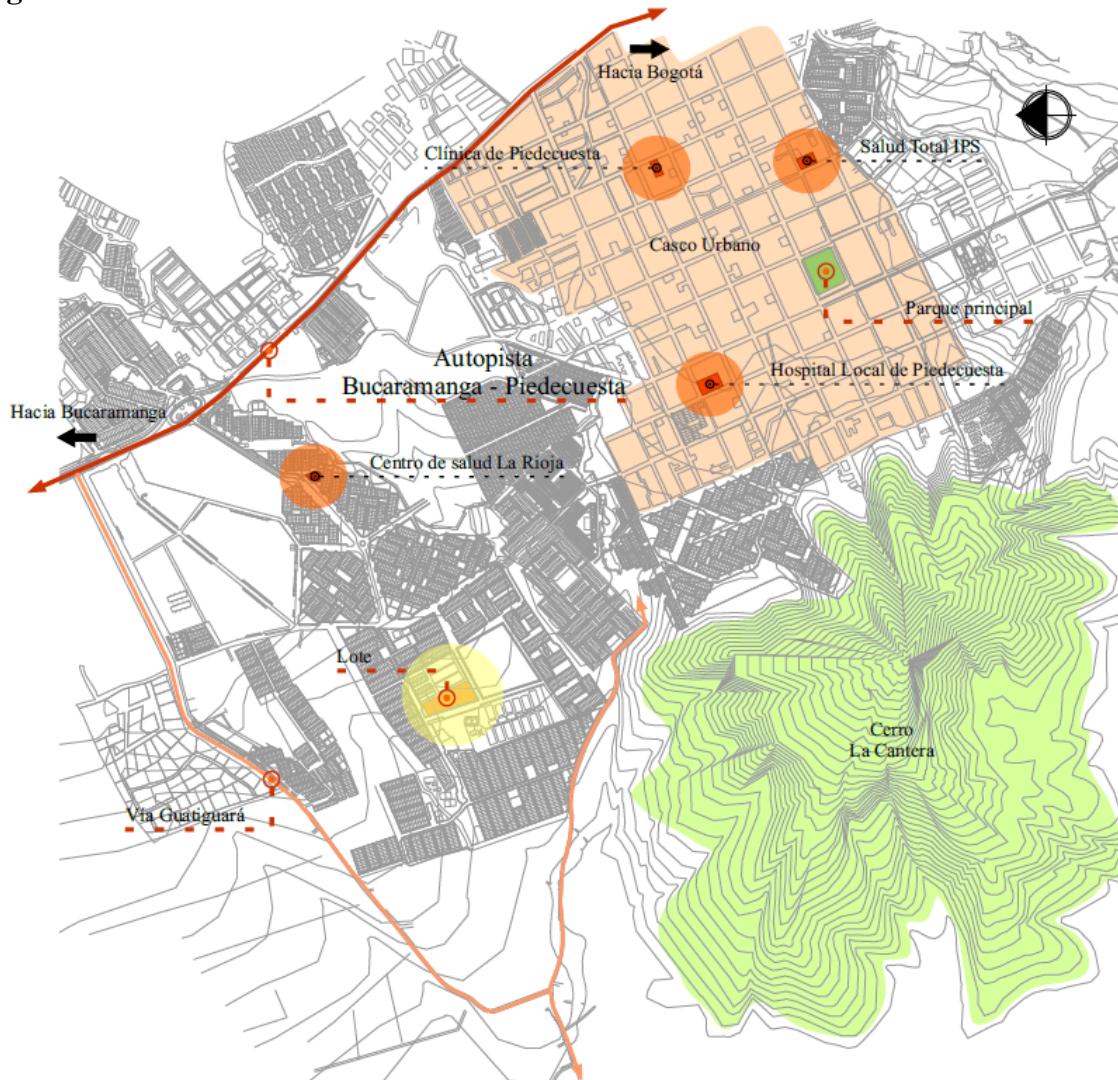 g
Hacia Bogotá
Clínica de Piedecuesta
Salud Total IPS
Casco Urbano
Parque principal
Autopista
Bucaramanga - Piedecuesta
Hospital Local de Piedecuesta
Hacia Bucaramanga
Centro de salud La Rioja
Lote
Cerro
La Cantera
Vía Guatiguará